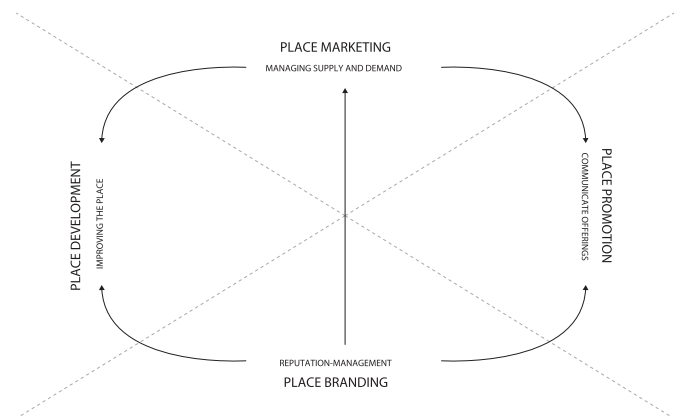 PLACE MARKETING
MANAGING SUPPLY AND DEMAND
PLACE DEVELOPMENT
IMPROVING THE PLACE
COMMUNICATE OFFERINGS
PLACE PROMOTION
REPUTATION-MANAGEMENT
PLACE BRANDING